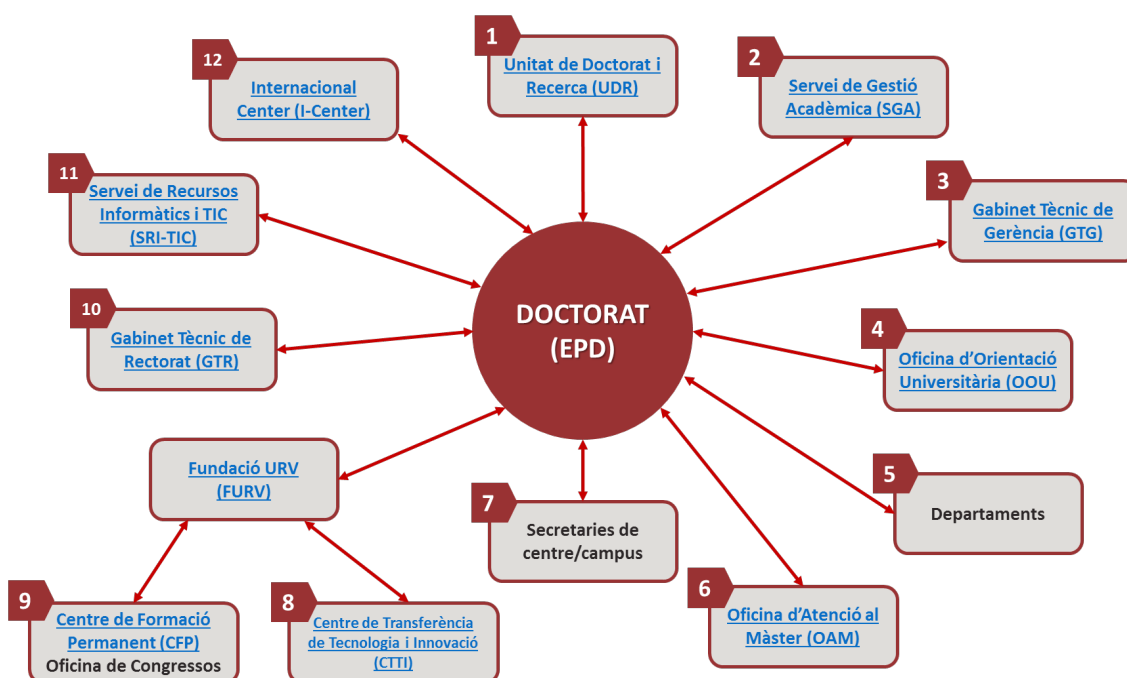 1
Unitat de Doctorat i
Recerca (UDR)
2
Servei de Gestió
Acadèmica (SGA)
3
Gabinet Tècnic de
Gerència (GTG)
4
Oficina d’Orientació
Universitària (OOU)
5
Departaments
6
Oficina d’Atenció al
Màster (OAM)
7
Secretaries de
centre/campus
8
Centre de Transferència
de Tecnologia i Innovació
(CTTI)
9
Centre de Formació
Permanent (CFP)
Oficina de Congressos
Fundació URV
(FURV)
10
Gabinet Tècnic de
Rectorat (GTR)
11
Servei de Recursos
Informàtics i TIC
(SRI-TIC)
12
Internacional
Center (I-Center)
DOCTORAT
(EPD)